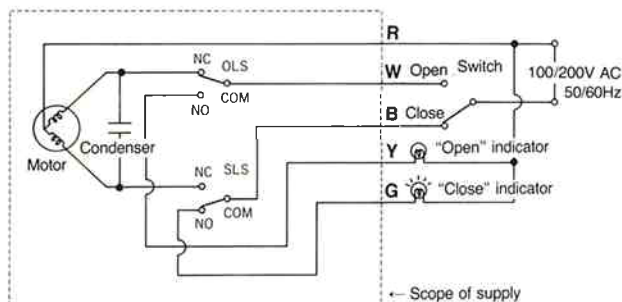 R
NC OLS
W Open Switch
100/200V AC
50/60Hz
COM
NO
B Close
Condenser
Motor
Y "Open" indicator
NC SLS
G "Close" indicator
NO COM
← Scope of supply